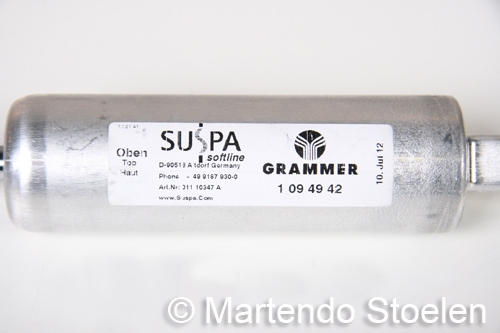 Oben
Top
Haut
SUSPA
softline
D-90518 Altdorf Germany
Phone - 49 9187 930-0
Art.Nr: 011 10347 A
www.Suspa.Com
GRAMMER
1 09 49 42
10. Jul 12
© Martendo Stoelen